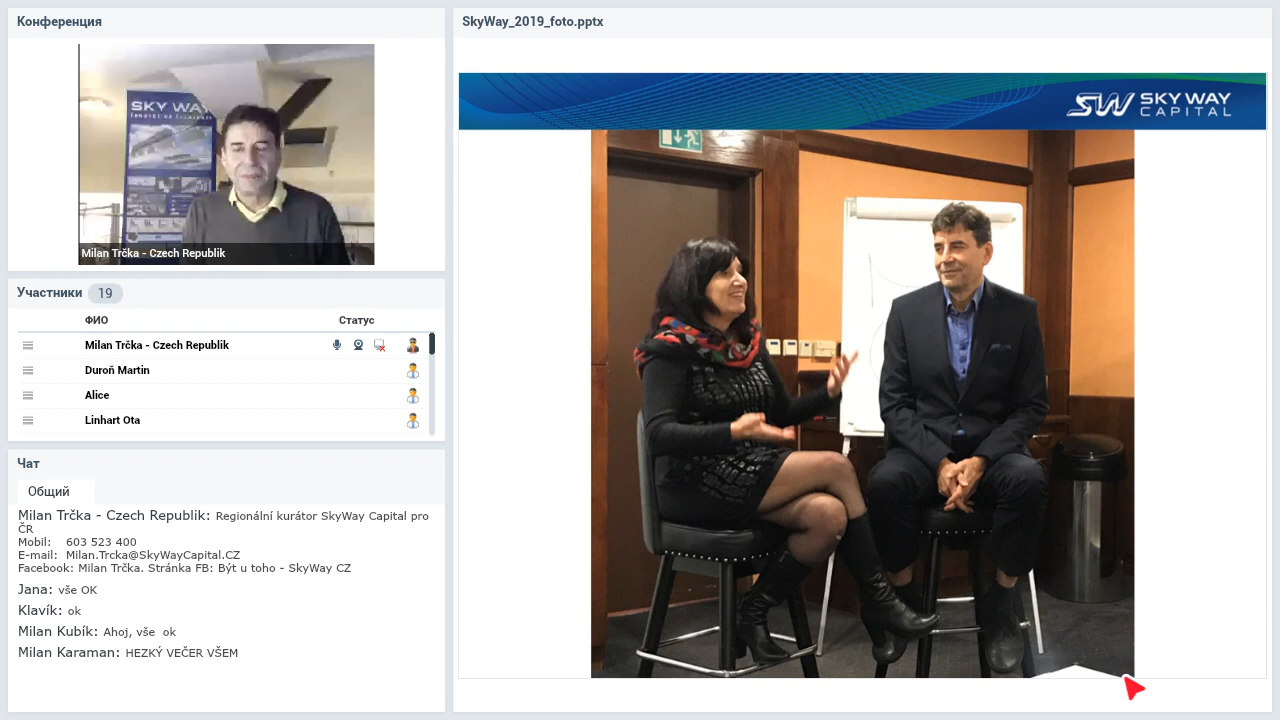 Конференция
SKY WAY
Milan Trčka - Czech Republik
Участники 19
ФИО Статус
Milan Trčka - Czech Republik
Duroň Martin
Alice
Linhart Ota
Чат
Общий
Milan Trčka - Czech Republik: Regionální kurátor SkyWay Capital pro
ČR
Mobil: 603 523 400
E-mail: Milan.Trcka@SkyWayCapital.CZ
Facebook: Milan Trčka. Stránka FB: Být u toho - SkyWay CZ
Jana: vše OK
Klavík: ok
Milan Kubík: Ahoj, vše ok
Milan Karaman: HEZKÝ VEČER VŠEM
SkyWay_2019_foto.pptx
SW SKY WAY
CAPITAL